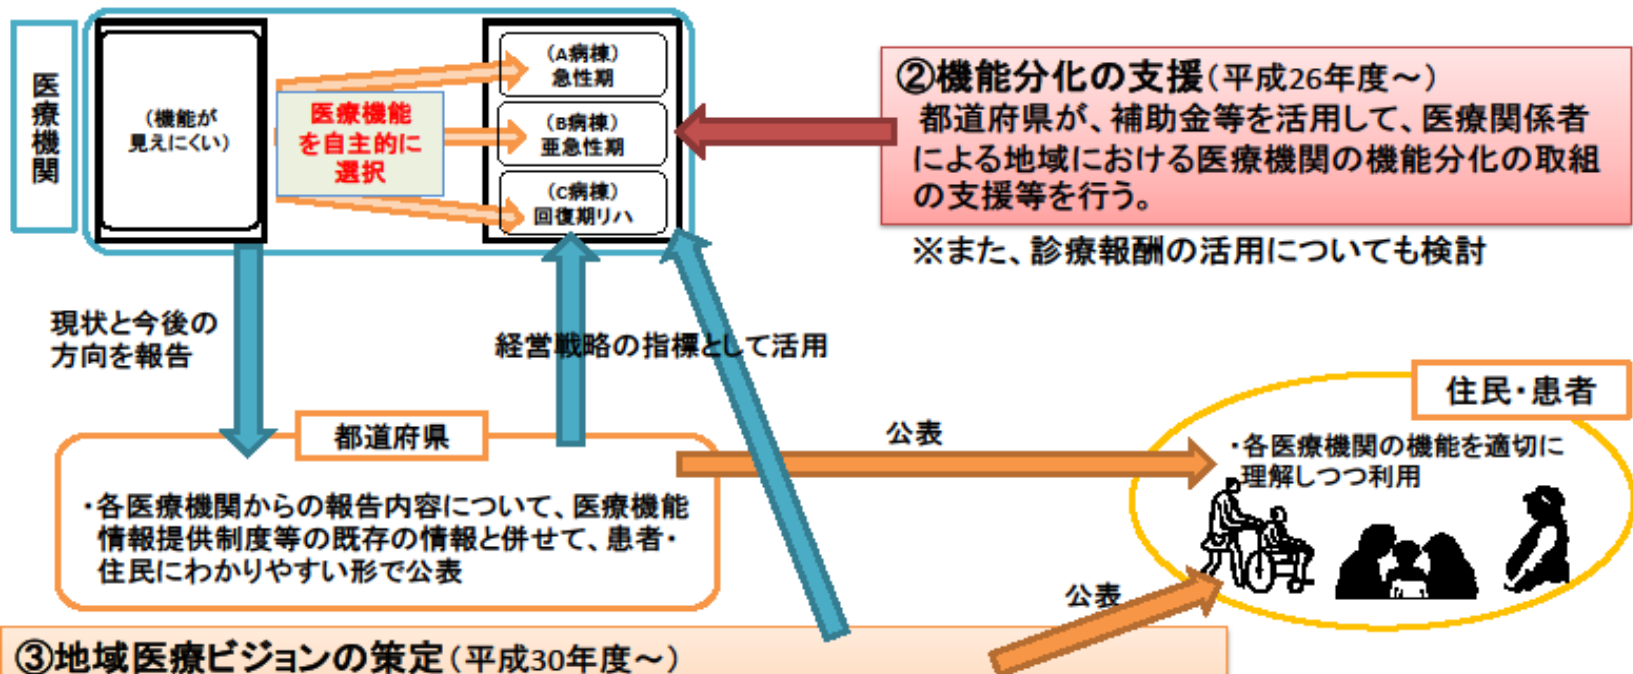 医療機関
(機能が
見えにくい)
医療機能
を自主的に
選択
(A病棟)
急性期
(B病棟)
亜急性期
(C病棟)
回復期リハ
②機能分化の支援(平成26年度～)
都道府県が、補助金等を活用して、医療関係者
による地域における医療機関の機能分化の取組
の支援等を行う。
※また、診療報酬の活用についても検討
現状と今後の
方向を報告
経営戦略の指標として活用
都道府県
・各医療機関からの報告内容について、医療機能
情報提供制度等の既存の情報と併せて、患者・
住民にわかりやすい形で公表
公表
住民・患者
・各医療機関の機能を適切に
理解しつつ利用
公表
③地域医療ビジョンの策定(平成30年度～)